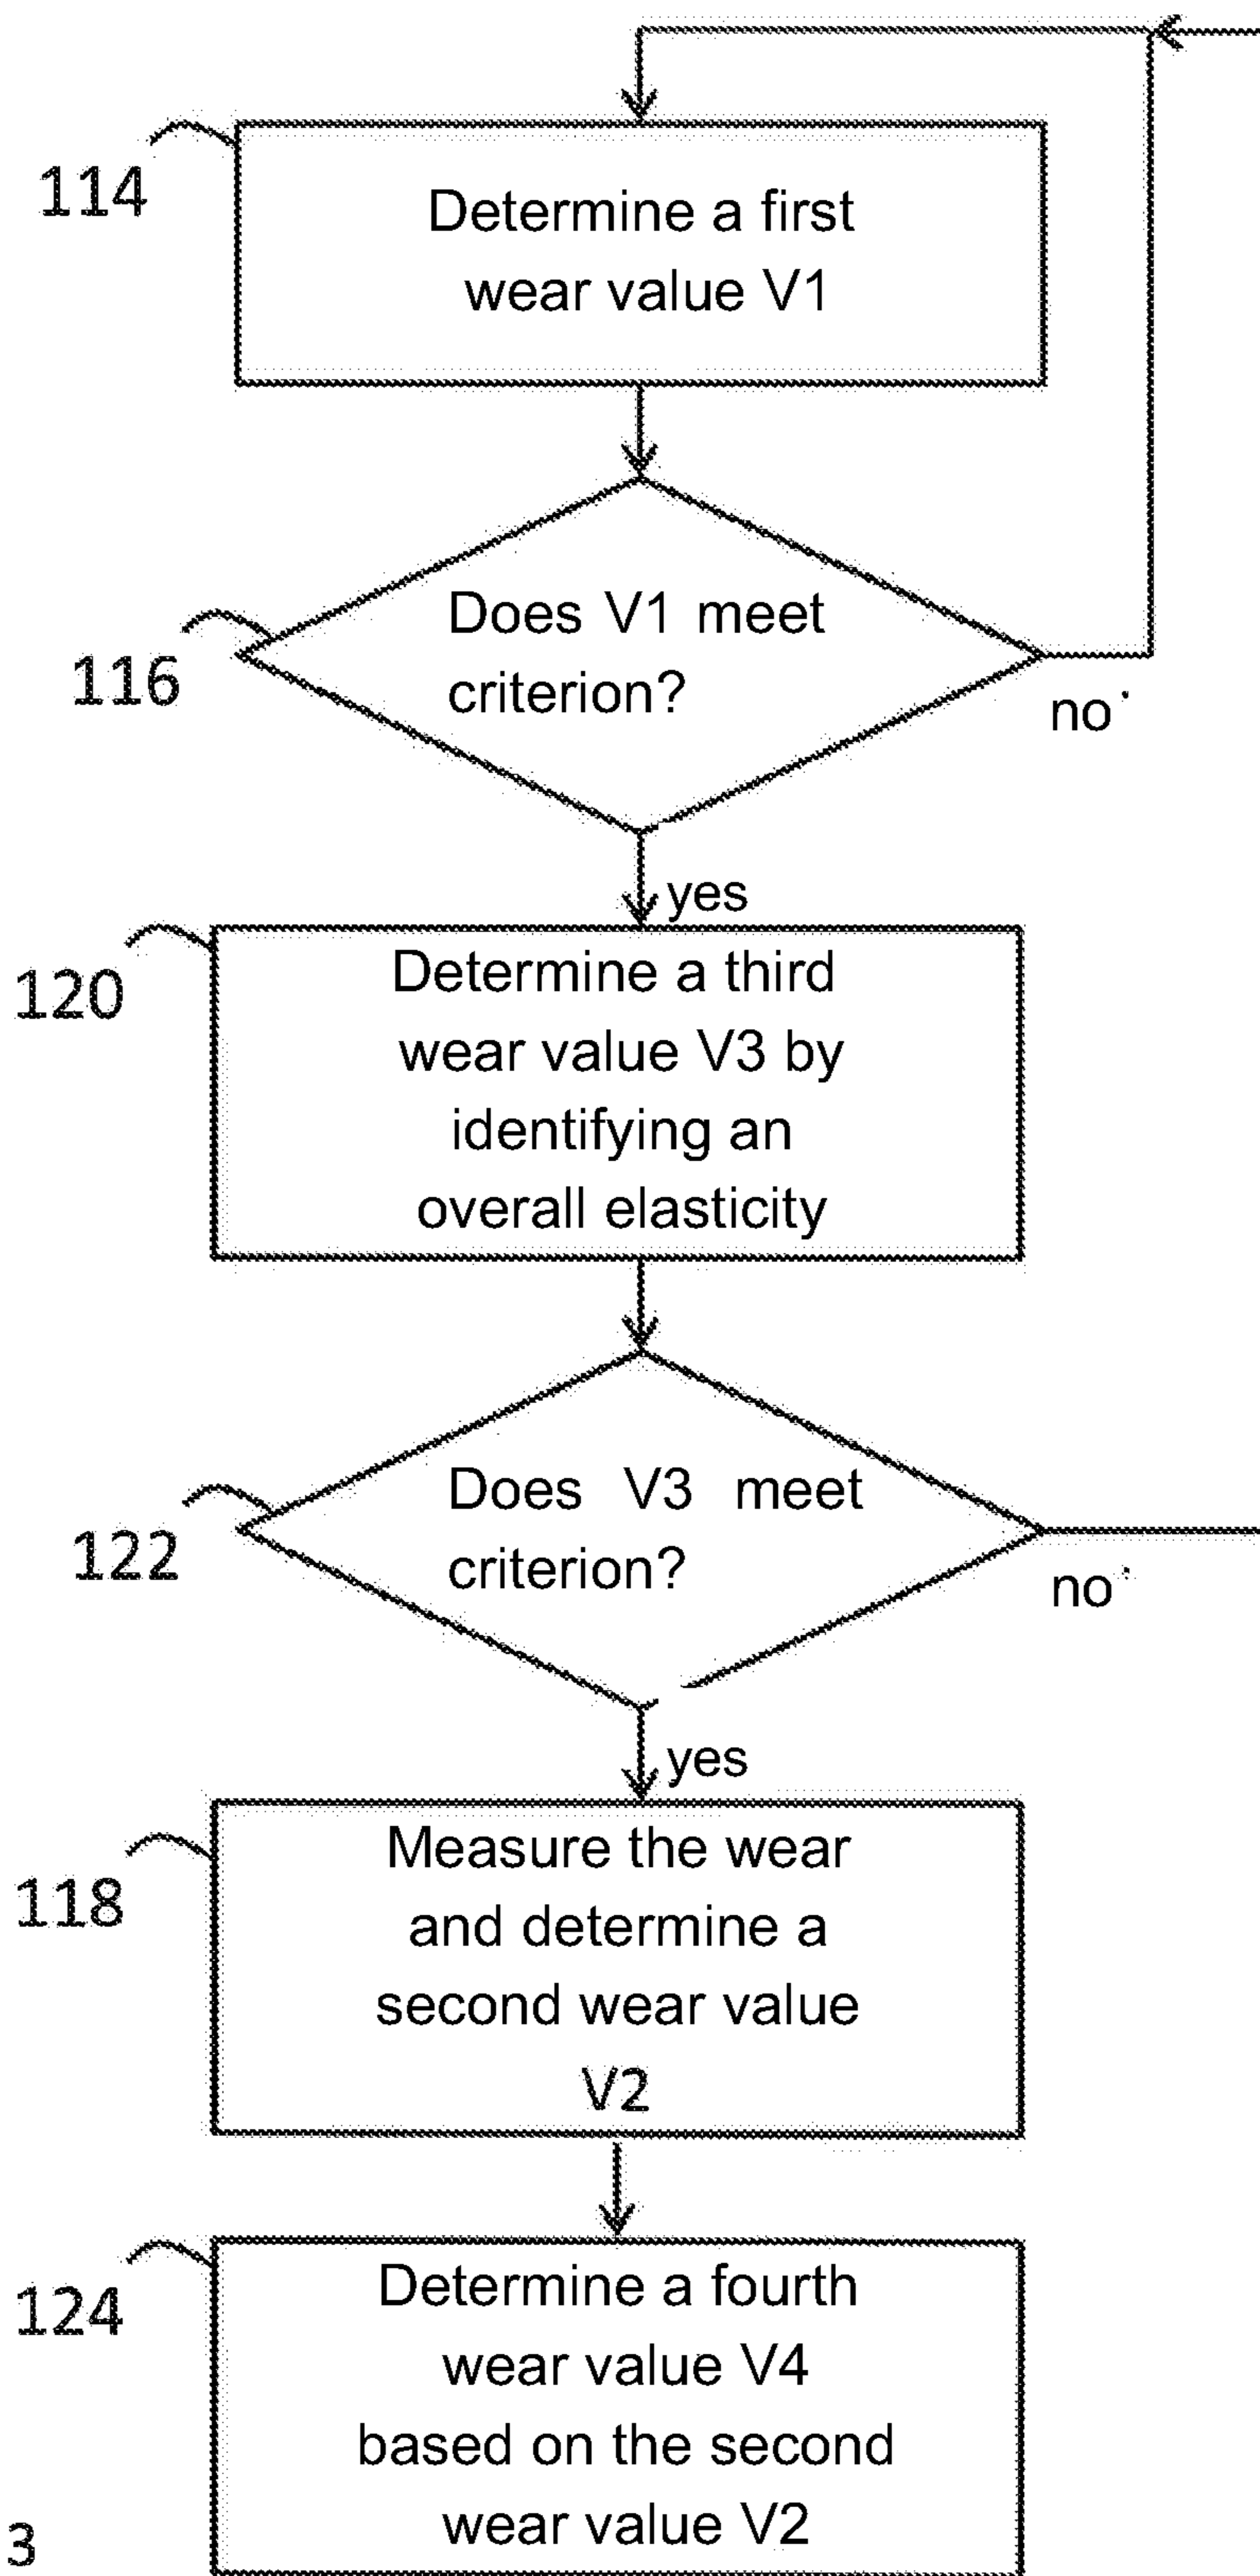 114
Determine a first
wear value V1
116
Does V1 meet
criterion?
no
yes
120
Determine a third
wear value V3 by
identifying an
overall elasticity
122
Does V3 meet
criterion?
no
yes
118
Measure the wear
and determine a
second wear value
V2
124
Determine a fourth
wear value V4
based on the second
wear value V2
3